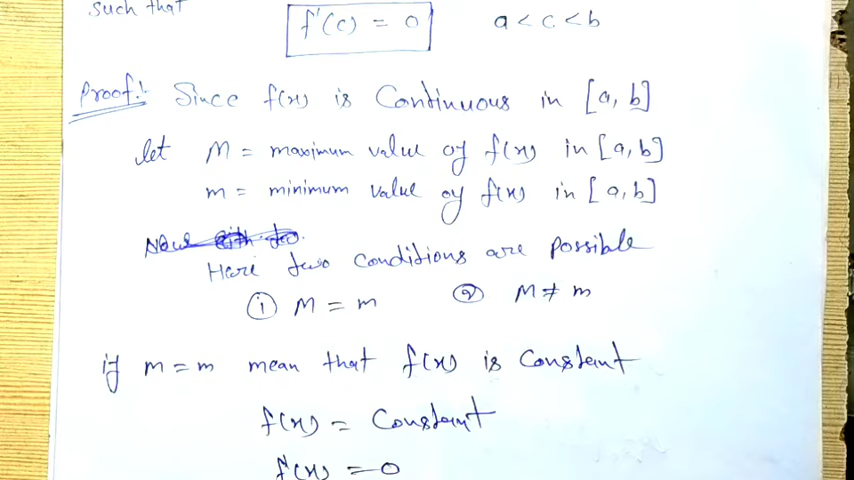 such that
f'(c) = 0 a < c < b
Proof:- Since f(x) is Continuous in [a, b]
let M = maximum value of f(x) in [a, b]
m = minimum value of f(x) in [a, b]
Here two conditions are possible
(i) M = m (2) M ≠ m
if m = m mean that f(x) is Constant
f(x) = Constant
f'(x) = 0